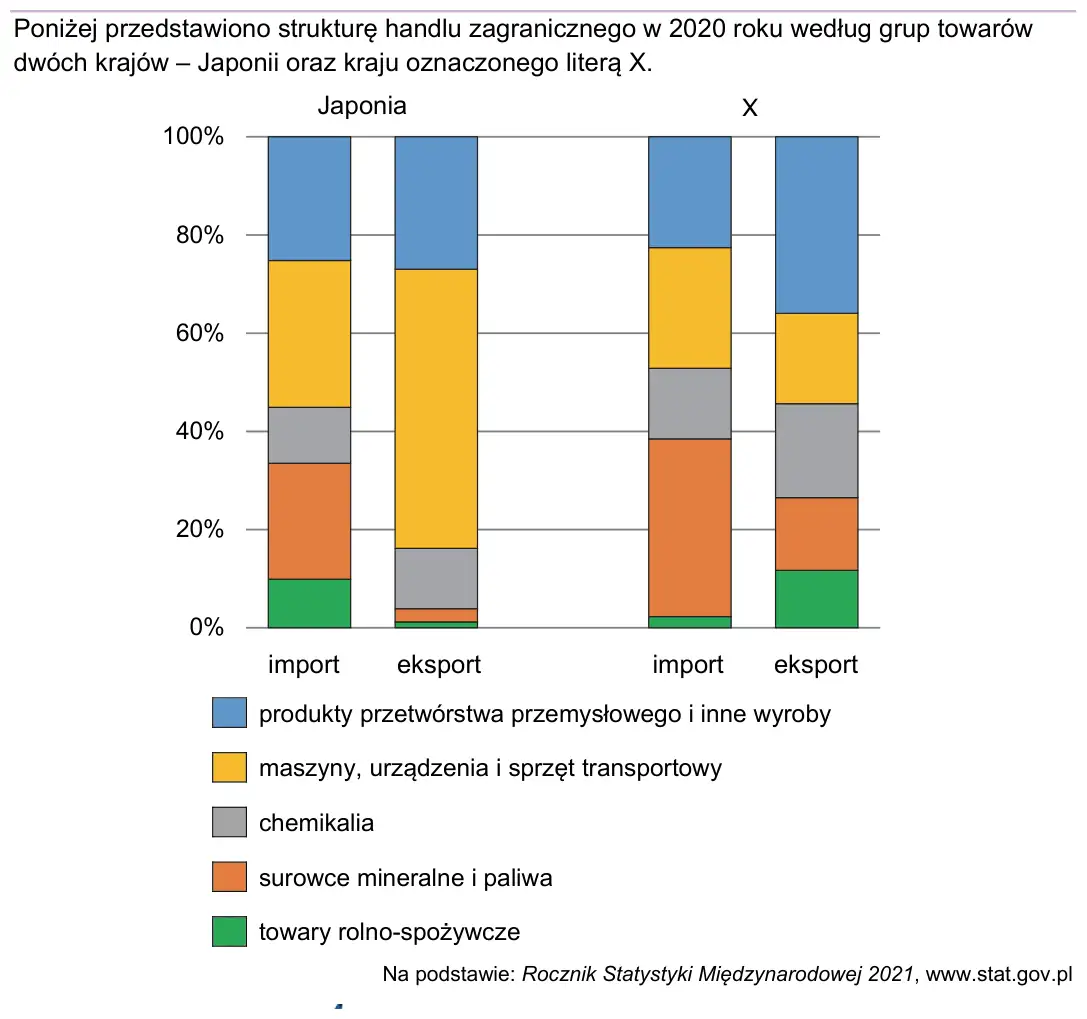 Poniżej przedstawiono strukturę handlu zagranicznego w 2020 roku według grup towarów
dwóch krajów – Japonii oraz kraju oznaczonego literą X.
Japonia X
100%
80%
60%
40%
20%
0%
import eksport import eksport
produkty przetwórstwa przemysłowego i inne wyroby
maszyny, urządzenia i sprzęt transportowy
chemikalia
surowce mineralne i paliwa
towary rolno-spożywcze
Na podstawie: Rocznik Statystyki Międzynarodowej 2021, www.stat.gov.pl